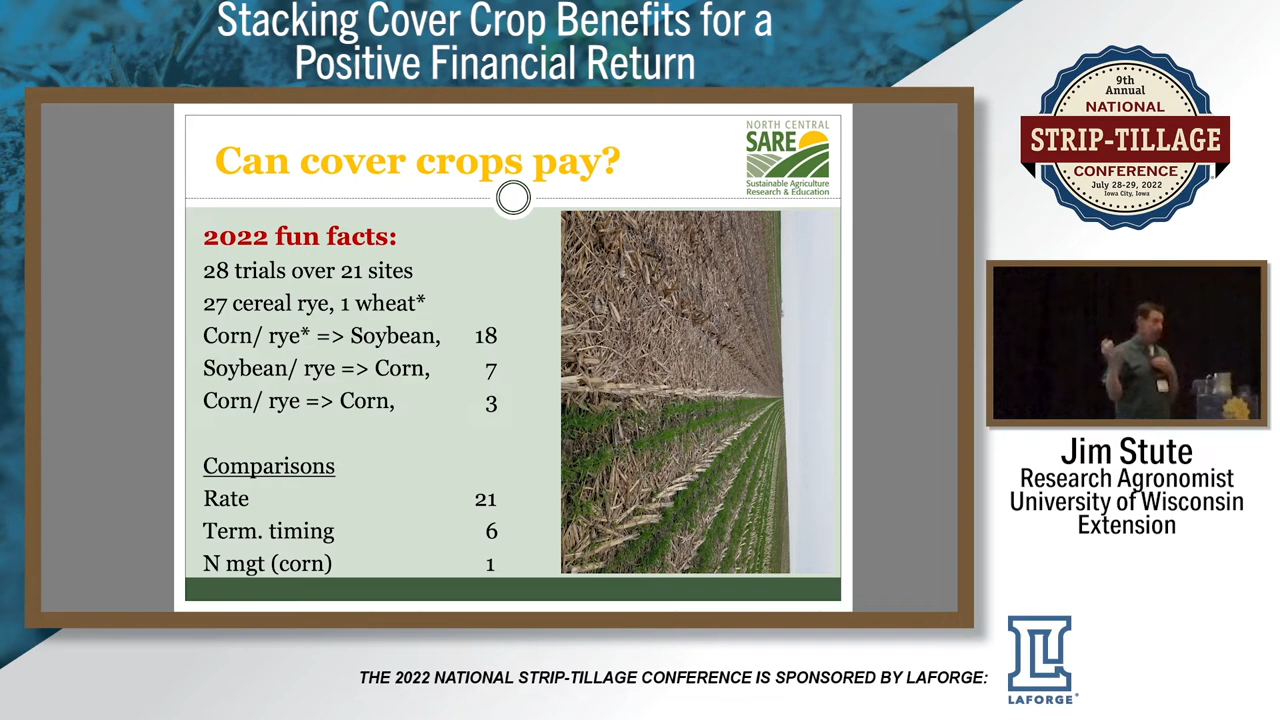 Stacking Cover Crop Benefits for a
Positive Financial Return
Can cover crops pay?
NORTH CENTRAL
SARE
Sustainable Agriculture
Research & Education
2022 fun facts:
28 trials over 21 sites
27 cereal rye, 1 wheat*
Corn/ rye* => Soybean, 18
Soybean/ rye => Corn, 7
Corn/ rye => Corn, 3
Comparisons
Rate 21
Term. timing 6
N mgt (corn) 1
9th
Annual
NATIONAL
STRIP-TILLAGE
CONFERENCE
July 28-29, 2022
Iowa City, Iowa
Jim Stute
Research Agronomist
University of Wisconsin
Extension
THE 2022 NATIONAL STRIP-TILLAGE CONFERENCE IS SPONSORED BY LAFORGE:
LAFORGE